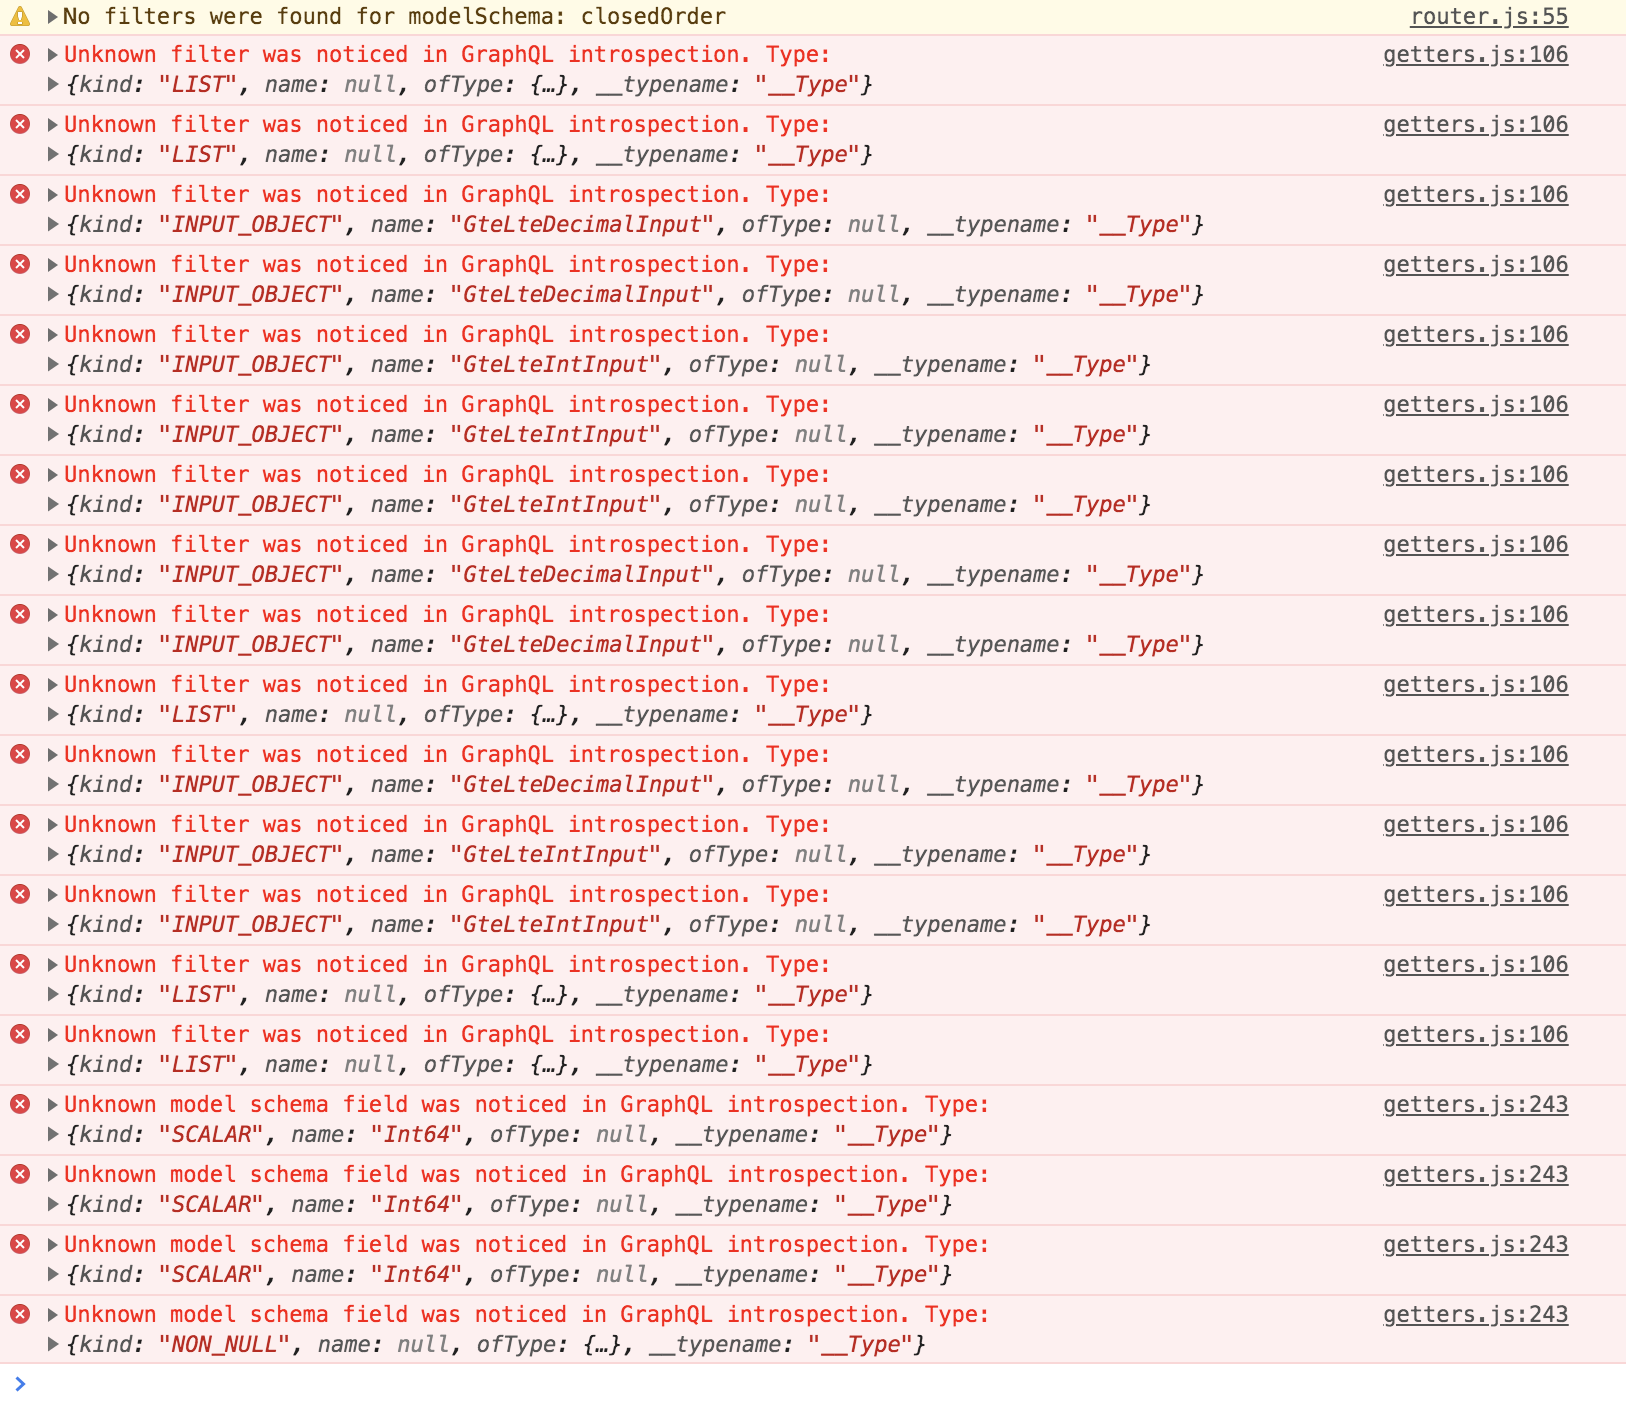 No filters were found for modelSchema: closedOrder router.js:55
Unknown filter was noticed in GraphQL introspection. Type: getters.js:106
{kind: "LIST", name: null, ofType: {…}, __typename: "__Type"}
Unknown filter was noticed in GraphQL introspection. Type: getters.js:106
{kind: "LIST", name: null, ofType: {…}, __typename: "__Type"}
Unknown filter was noticed in GraphQL introspection. Type: getters.js:106
{kind: "INPUT_OBJECT", name: "GteLteDecimalInput", ofType: null, __typename: "__Type"}
Unknown filter was noticed in GraphQL introspection. Type: getters.js:106
{kind: "INPUT_OBJECT", name: "GteLteDecimalInput", ofType: null, __typename: "__Type"}
Unknown filter was noticed in GraphQL introspection. Type: getters.js:106
{kind: "INPUT_OBJECT", name: "GteLteIntInput", ofType: null, __typename: "__Type"}
Unknown filter was noticed in GraphQL introspection. Type: getters.js:106
{kind: "INPUT_OBJECT", name: "GteLteIntInput", ofType: null, __typename: "__Type"}
Unknown filter was noticed in GraphQL introspection. Type: getters.js:106
{kind: "INPUT_OBJECT", name: "GteLteIntInput", ofType: null, __typename: "__Type"}
Unknown filter was noticed in GraphQL introspection. Type: getters.js:106
{kind: "INPUT_OBJECT", name: "GteLteDecimalInput", ofType: null, __typename: "__Type"}
Unknown filter was noticed in GraphQL introspection. Type: getters.js:106
{kind: "INPUT_OBJECT", name: "GteLteDecimalInput", ofType: null, __typename: "__Type"}
Unknown filter was noticed in GraphQL introspection. Type: getters.js:106
{kind: "LIST", name: null, ofType: {…}, __typename: "__Type"}
Unknown filter was noticed in GraphQL introspection. Type: getters.js:106
{kind: "INPUT_OBJECT", name: "GteLteDecimalInput", ofType: null, __typename: "__Type"}
Unknown filter was noticed in GraphQL introspection. Type: getters.js:106
{kind: "INPUT_OBJECT", name: "GteLteIntInput", ofType: null, __typename: "__Type"}
Unknown filter was noticed in GraphQL introspection. Type: getters.js:106
{kind: "INPUT_OBJECT", name: "GteLteIntInput", ofType: null, __typename: "__Type"}
Unknown filter was noticed in GraphQL introspection. Type: getters.js:106
{kind: "LIST", name: null, ofType: {…}, __typename: "__Type"}
Unknown filter was noticed in GraphQL introspection. Type: getters.js:106
{kind: "LIST", name: null, ofType: {…}, __typename: "__Type"}
Unknown model schema field was noticed in GraphQL introspection. Type: getters.js:243
{kind: "SCALAR", name: "Int64", ofType: null, __typename: "__Type"}
Unknown model schema field was noticed in GraphQL introspection. Type: getters.js:243
{kind: "SCALAR", name: "Int64", ofType: null, __typename: "__Type"}
Unknown model schema field was noticed in GraphQL introspection. Type: getters.js:243
{kind: "SCALAR", name: "Int64", ofType: null, __typename: "__Type"}
Unknown model schema field was noticed in GraphQL introspection. Type: getters.js:243
{kind: "NON_NULL", name: null, ofType: {…}, __typename: "__Type"}